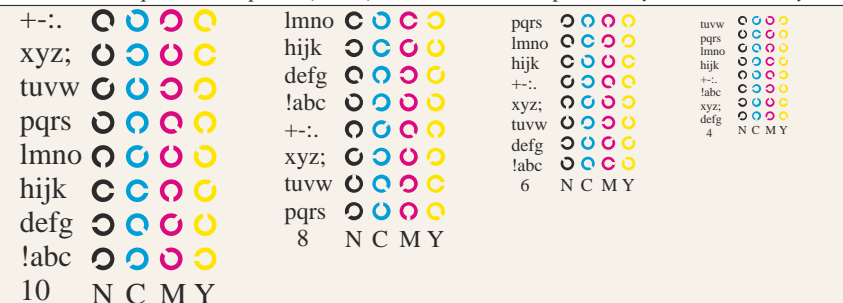 +-:.
xyz;
tuvw
pqrs
lmno
hijk
defg
!abc
10 N C M Y
lmno
hijk
defg
!abc
+-:.
xyz;
tuvw
pqrs
8 N C M Y
pqrs
lmno
hijk
+-:.
xyz;
tuvw
defg
!abc
6 N C M Y
tuvw
pqrs
lmno
hijk
+-:.
!abc
xyz;
defg
4 N C M Y